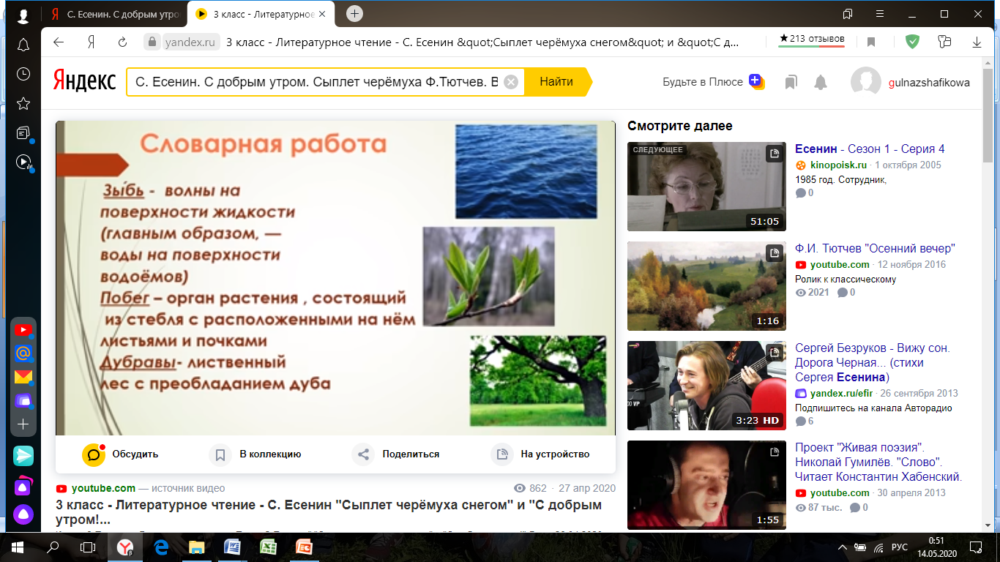 С. Есенин. С добрым утро
3 класс - Литературное
yandex.ru
3 класс - Литературное чтение - С. Есенин &quot;Сыплет черёмуха снегом&quot; и &quot;С д...
213 отзывов
Яндекс
С. Есенин. С добрым утром. Сыплет черёмуха Ф.Тютчев. В
Найти
Будьте в Плюсе
gulnazshafikowa
Словарная работа
Зы́бь - волны на
поверхности жидкости
(главным образом, —
воды на поверхности
водоёмов)
Побег – орган растения , состоящий
из стебля с расположенными на нём
листьями и почками
Дубравы- лиственный
лес с преобладанием дуба
Обсудить
В коллекцию
Поделиться
На устройство
youtube.com — источник видео
862 · 27 апр 2020
3 класс - Литературное чтение - С. Есенин "Сыплет черёмуха снегом" и "С добрым
утром!...
Смотрите далее
СЛЕДУЮЩЕЕ
51:05
Есенин - Сезон 1 - Серия 4
kinopoisk.ru · 1 октября 2005
1985 год. Сотрудник,
0
1:16
Ф.И. Тютчев "Осенний вечер"
youtube.com · 12 ноября 2016
Ролик к классическому
2021 0
3:23 HD
Сергей Безруков - Вижу сон.
Дорога Черная... (стихи
Сергея Есенина)
yandex.ru/efir · 26 сентября 2013
Подпишитесь на канала Авторадио
6
1:55
Проект "Живая поэзия".
Николай Гумилёв. "Слово".
Читает Константин Хабенский.
youtube.com · 30 апреля 2013
87 тыс. 0
РУС
0:51
14.05.2020